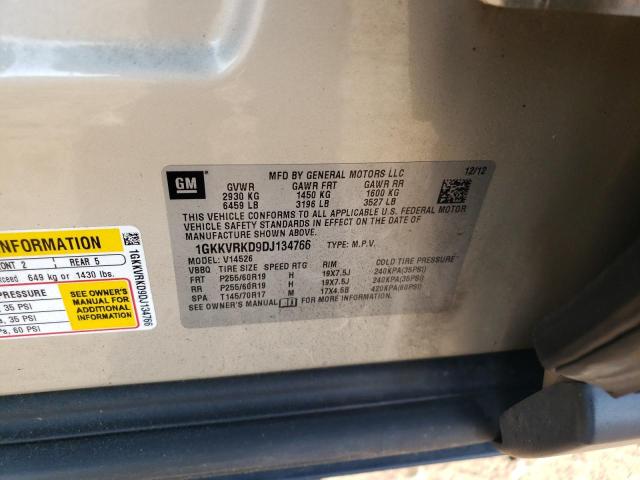 GM
MFD BY GENERAL MOTORS LLC
12/12
GVWR GAWR FRT GAWR RR
2930 KG 1450 KG 1600 KG
6459 LB 3196 LB 3527 LB
THIS VEHICLE CONFORMS TO ALL APPLICABLE U.S. FEDERAL MOTOR
VEHICLE SAFETY STANDARDS IN EFFECT ON THE DATE OF
MANUFACTURE SHOWN ABOVE.
1GKKVRKD9DJ134766 TYPE: M.P.V.
MODEL: V14526
VBBQ TIRE SIZE SPEED RTG RIM COLD TIRE PRESSURE
FRT P255/60R19 H 19X7.5J 240KPA(35PSI)
RR P255/60R19 H 19X7.5J 240KPA(35PSI)
SPA T145/70R17 M 17X4.5B 420KPA(60PSI)
SEE OWNER'S MANUAL FOR MORE INFORMATION.
INFORMATION
ONT 2 REAR 5
xceed 649 kg or 1430 lbs.
PRESSURE
, 35 PSI
, 35 PSI
, 60 PSI
SEE OWNER'S
MANUAL FOR
ADDITIONAL
INFORMATION
1GKKVRKD9DJ134766